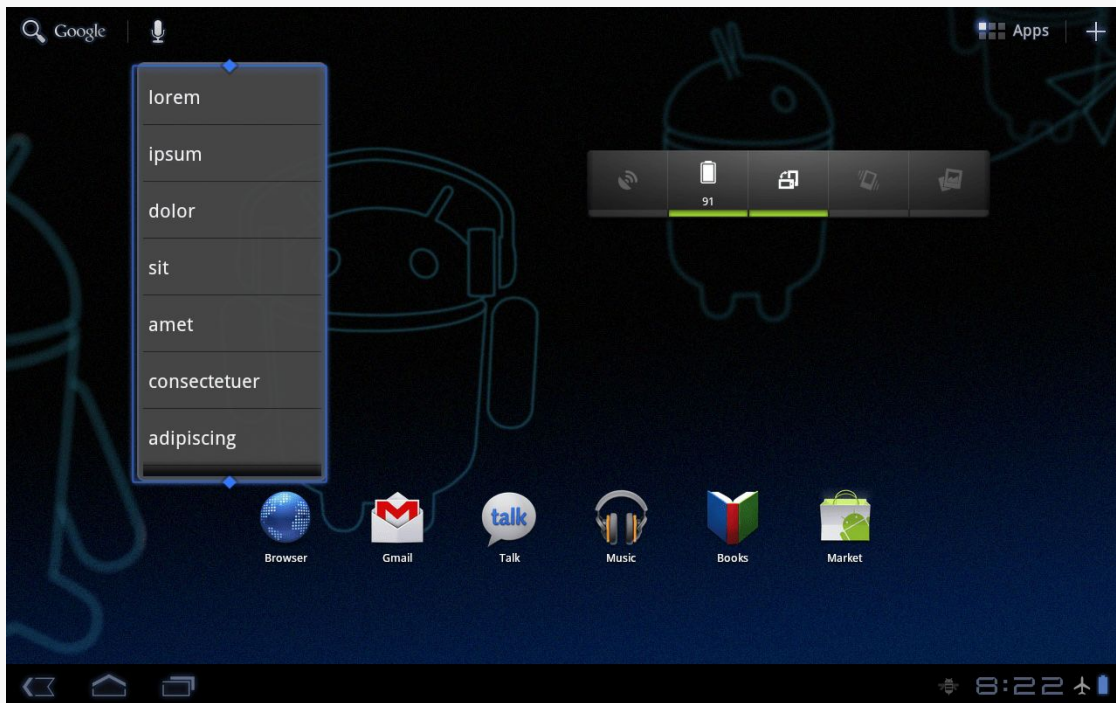 Google
Apps
lorem
ipsum
dolor
sit
amet
consectetuer
adipiscing
91
Browser
Gmail
talk
Talk
Music
Books
Market
8:22